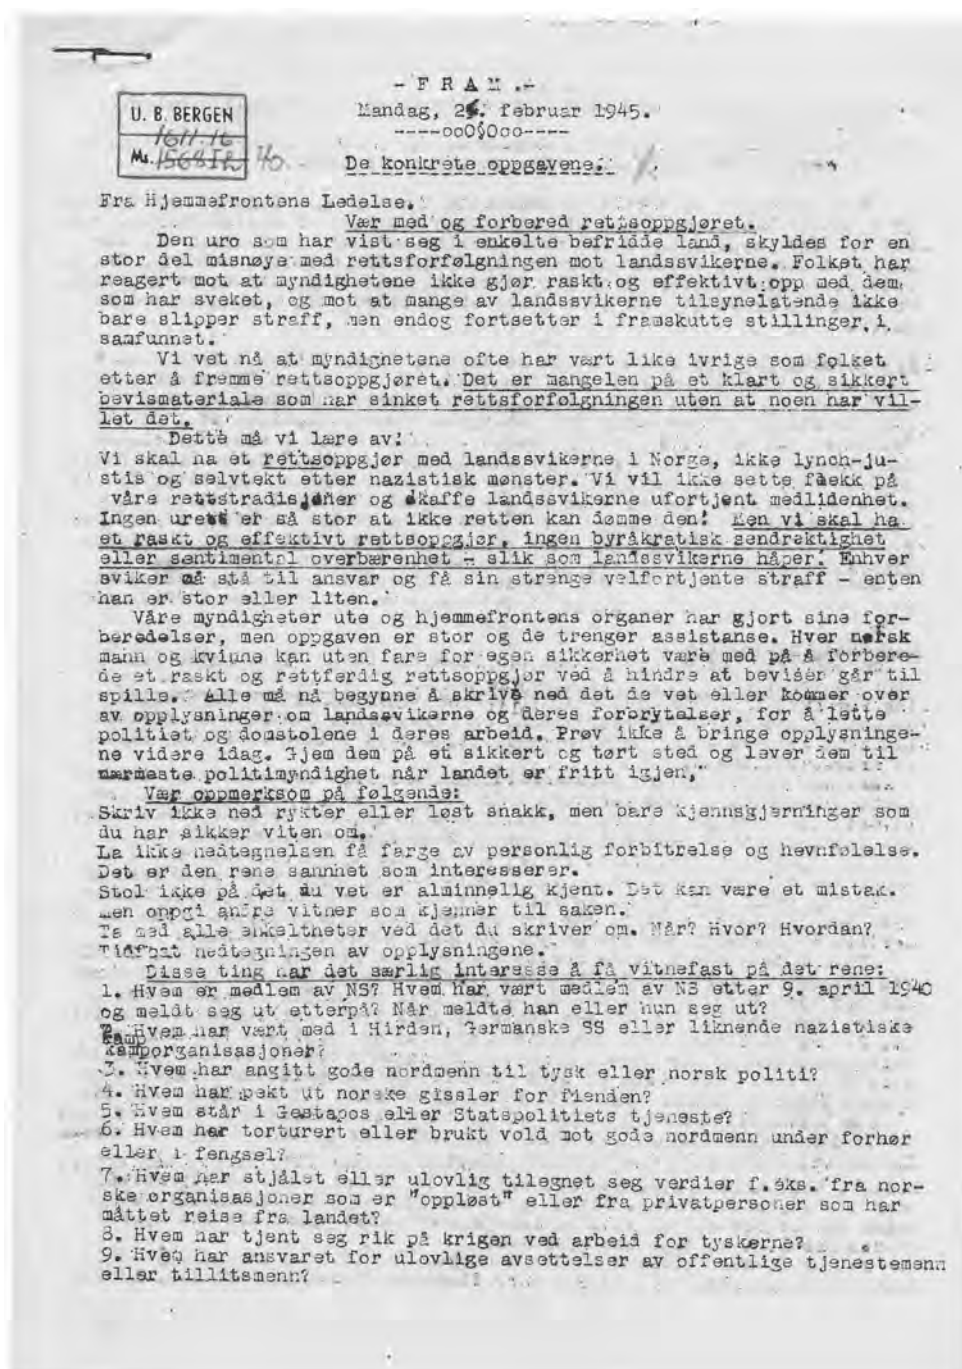 - F R A M .-
U. B. BERGEN
Mandag, 26. februar 1945.
1611.16
----oo0§0oo----
Ms. 1568 I 2 40
De konkrete oppgavene.
Fra Hjemmefrontens Ledelse.
Vær med og forbered rettsoppgjøret.
Den uro som har vist seg i enkelte befridde land, skyldes for en
stor del misnøye med rettsforfølgningen mot landssvikerne. Folket har
reagert mot at myndighetene ikke gjør raskt og effektivt opp med dem
som har sveket, og mot at mange av landssvikerne tilsynelatende ikke
bare slipper straff, men endog fortsetter i framskutte stillinger i
samfunnet.
Vi vet nå at myndighetene ofte har vært like ivrige som folket
etter å fremme rettsoppgjøret. Det er mangelen på et klart og sikkert
bevismateriale som har sinket rettsforfølgningen uten at noen har vil-
let det.
Dette må vi lære av!
Vi skal ha et rettsoppgjør med landssvikerne i Norge, ikke lynch-ju-
stis og selvtekt etter nazistisk mønster. Vi vil ikke sette flekk på
våre rettstradisjoner og skaffe landssvikerne ufortjent medlidenhet.
Ingen urett er så stor at ikke retten kan dømme den! Men vi skal ha
et raskt og effektivt rettsoppgjør, ingen byråkratisk sendrektighet
eller sentimental overbærenhet - slik som landssvikerne håper! Enhver
sviker må stå til ansvar og få sin strenge velfortjente straff - enten
han er stor eller liten.
Våre myndigheter ute og hjemmefrontens organer har gjort sine for-
beredelser, men oppgaven er stor og de trenger assistanse. Hver norsk
mann og kvinne kan uten fare for egen sikkerhet være med på å forbere-
de et raskt og rettferdig rettsoppgjør ved å hindre at beviser går til
spille. Alle må nå begynne å skrive ned det de vet eller kommer over
av opplysninger om landssvikerne og deres forbrytelser, for å lette
politiet og domstolene i deres arbeid. Prøv ikke å bringe opplysninge-
ne videre idag. Gjem dem på et sikkert og tørt sted og lever dem til
nærmeste politimyndighet når landet er fritt igjen.
Vær oppmerksom på følgende:
Skriv ikke ned rykter eller løst snakk, men bare kjennsgjerninger som
du har sikker viten om.
La ikke nedtegnelsen få farge av personlig forbitrelse og hevnfølelse.
Det er den rene sannhet som interesserer.
Stol ikke på det du vet er alminnelig kjent. Det kan være et mistak.
Men oppgi andre vitner som kjenner til saken.
Ta med alle enkeltheter ved det du skriver om. Når? Hvor? Hvordan?
Tidfest nedtegningen av opplysningene.
Disse ting har det særlig interesse å få vitnefast på det rene:
1. Hvem er medlem av NS? Hvem har vært medlem av NS etter 9. april 1940
og meldt seg ut etterpå? Når meldte han eller hun seg ut?
2. Hvem har vært med i Hirden, Germanske SS eller liknende nazistiske
kamporganisasjoner?
3. Hvem har angitt gode nordmenn til tysk eller norsk politi?
4. Hvem har pekt ut norske gissler for fienden?
5. Hvem står i Gestapos eller Statspolitiets tjeneste?
6. Hvem har torturert eller brukt vold mot gode nordmenn under forhør
eller i fengsel?
7. Hvem har stjålet eller ulovlig tilegnet seg verdier f.eks. fra nor-
ske organisasjoner som er "oppløst" eller fra privatpersoner som har
måttet reise fra landet?
8. Hvem har tjent seg rik på krigen ved arbeid for tyskerne?
9. Hvem har ansvaret for ulovlige avsettelser av offentlige tjenestemenn
eller tillitsmenn?